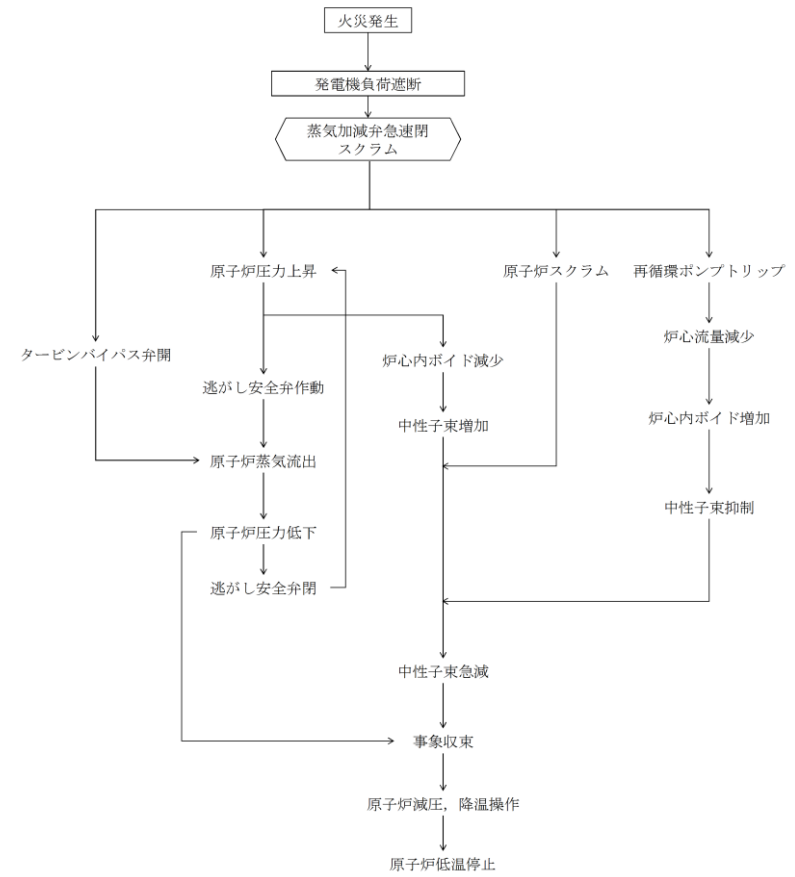 火災発生
発電機負荷遮断
蒸気加減弁急速閉
スクラム
原子炉圧力上昇
原子炉スクラム
再循環ポンプトリップ
炉心流量減少
タービンバイパス弁開
炉心内ボイド減少
逃がし安全弁作動
中性子束増加
炉心内ボイド増加
原子炉蒸気流出
中性子束抑制
原子炉圧力低下
逃がし安全弁閉
中性子束急減
事象収束
原子炉減圧，降温操作
原子炉低温停止